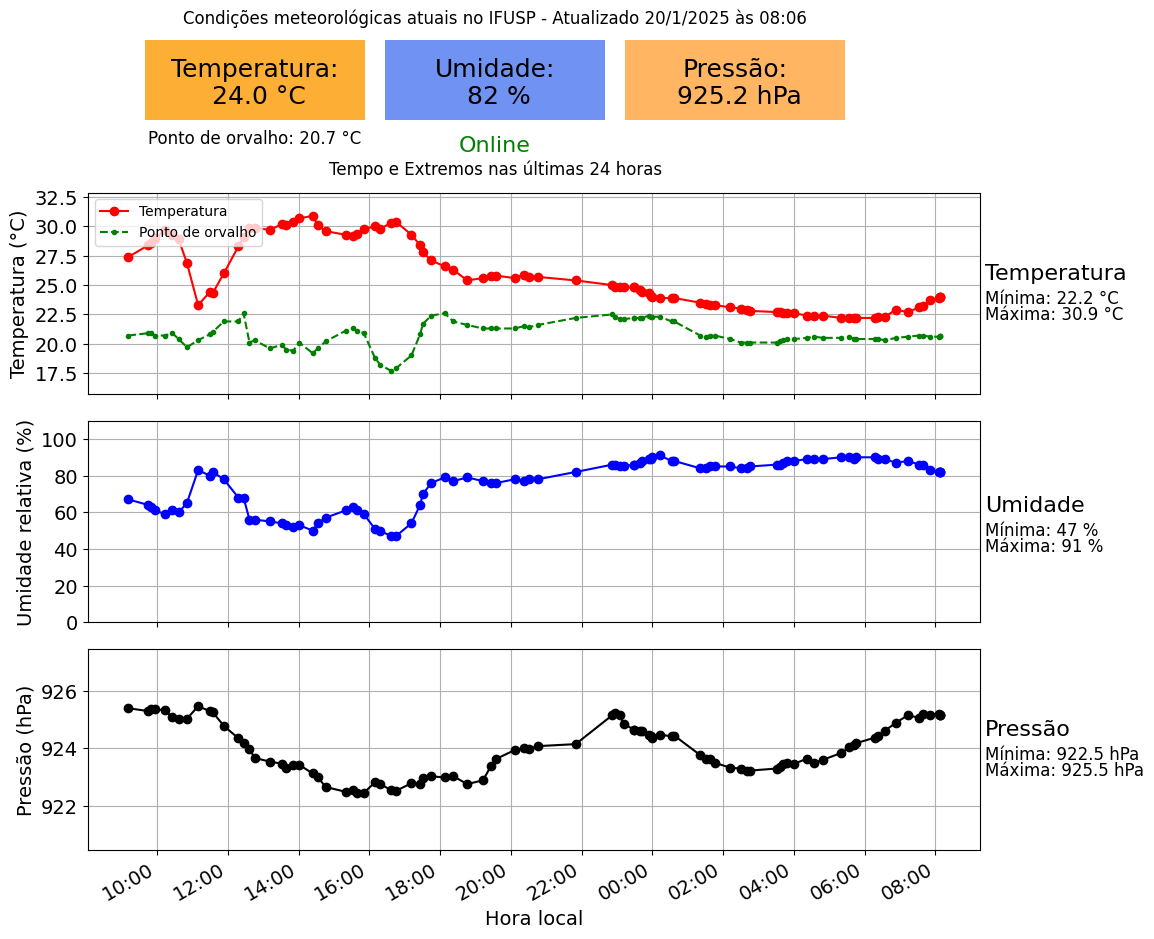 Condições meteorológicas atuais no IFUSP - Atualizado 20/1/2025 às 08:06
Temperatura:
24.0 °C
Umidade:
82 %
Pressão:
925.2 hPa
Ponto de orvalho: 20.7 °C
Online
Tempo e Extremos nas últimas 24 horas
Temperatura (°C)
32.5
30.0
27.5
25.0
22.5
20.0
17.5
Temperatura
Ponto de orvalho
Temperatura
Mínima: 22.2 °C
Máxima: 30.9 °C
Umidade relativa (%)
100
80
60
40
20
0
Umidade
Mínima: 47 %
Máxima: 91 %
Pressão (hPa)
926
924
922
Pressão
Mínima: 922.5 hPa
Máxima: 925.5 hPa
10:00 12:00 14:00 16:00 18:00 20:00 22:00 00:00 02:00 04:00 06:00 08:00
Hora local